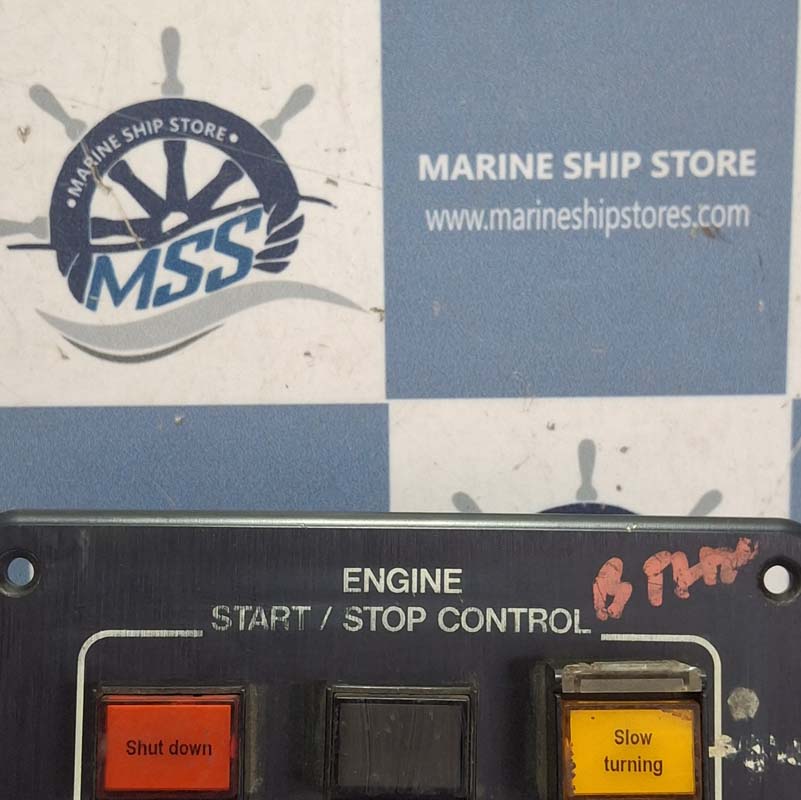 •MARINE SHIP STORE•
MSS
MARINE SHIP STORE
www.marineshipstores.com
ENGINE
START / STOP CONTROL
Shut down
Slow
turning